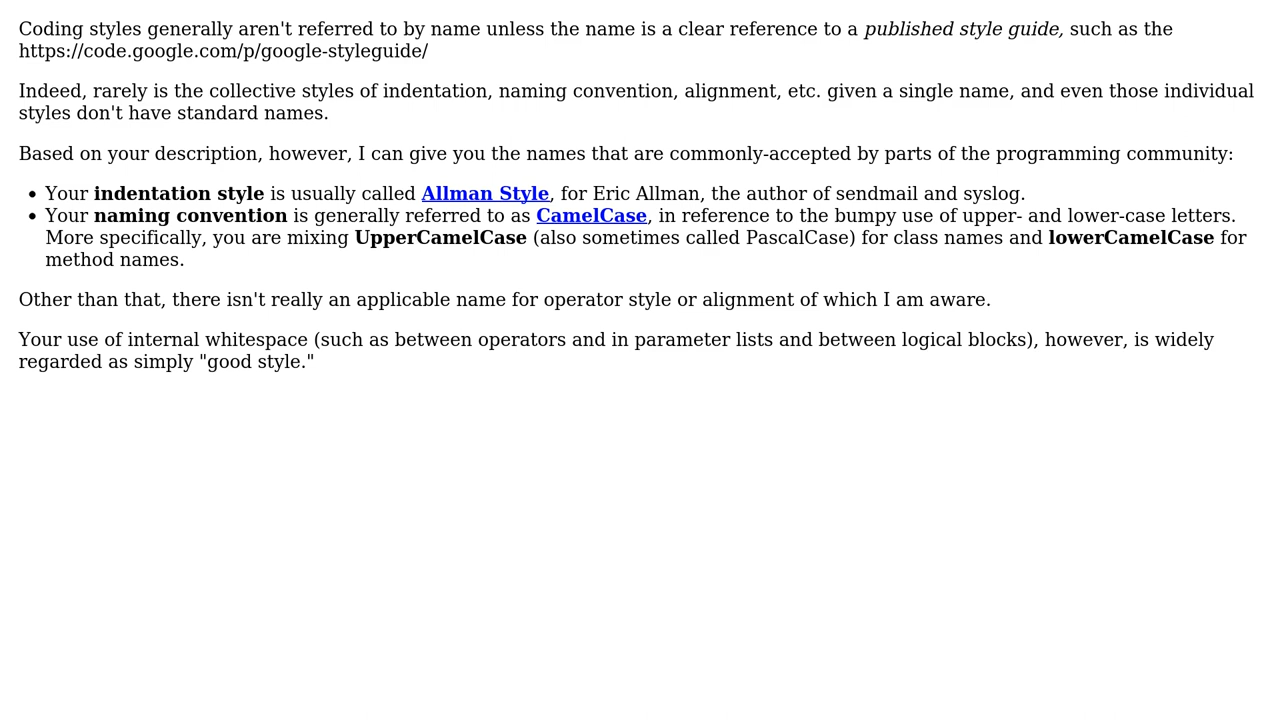 Coding styles generally aren't referred to by name unless the name is a clear reference to a published style guide, such as the
https://code.google.com/p/google-styleguide/
Indeed, rarely is the collective styles of indentation, naming convention, alignment, etc. given a single name, and even those individual
styles don't have standard names.
Based on your description, however, I can give you the names that are commonly-accepted by parts of the programming community:
• Your indentation style is usually called Allman Style, for Eric Allman, the author of sendmail and syslog.
• Your naming convention is generally referred to as CamelCase, in reference to the bumpy use of upper- and lower-case letters.
More specifically, you are mixing UpperCamelCase (also sometimes called PascalCase) for class names and lowerCamelCase for
method names.
Other than that, there isn't really an applicable name for operator style or alignment of which I am aware.
Your use of internal whitespace (such as between operators and in parameter lists and between logical blocks), however, is widely
regarded as simply "good style."